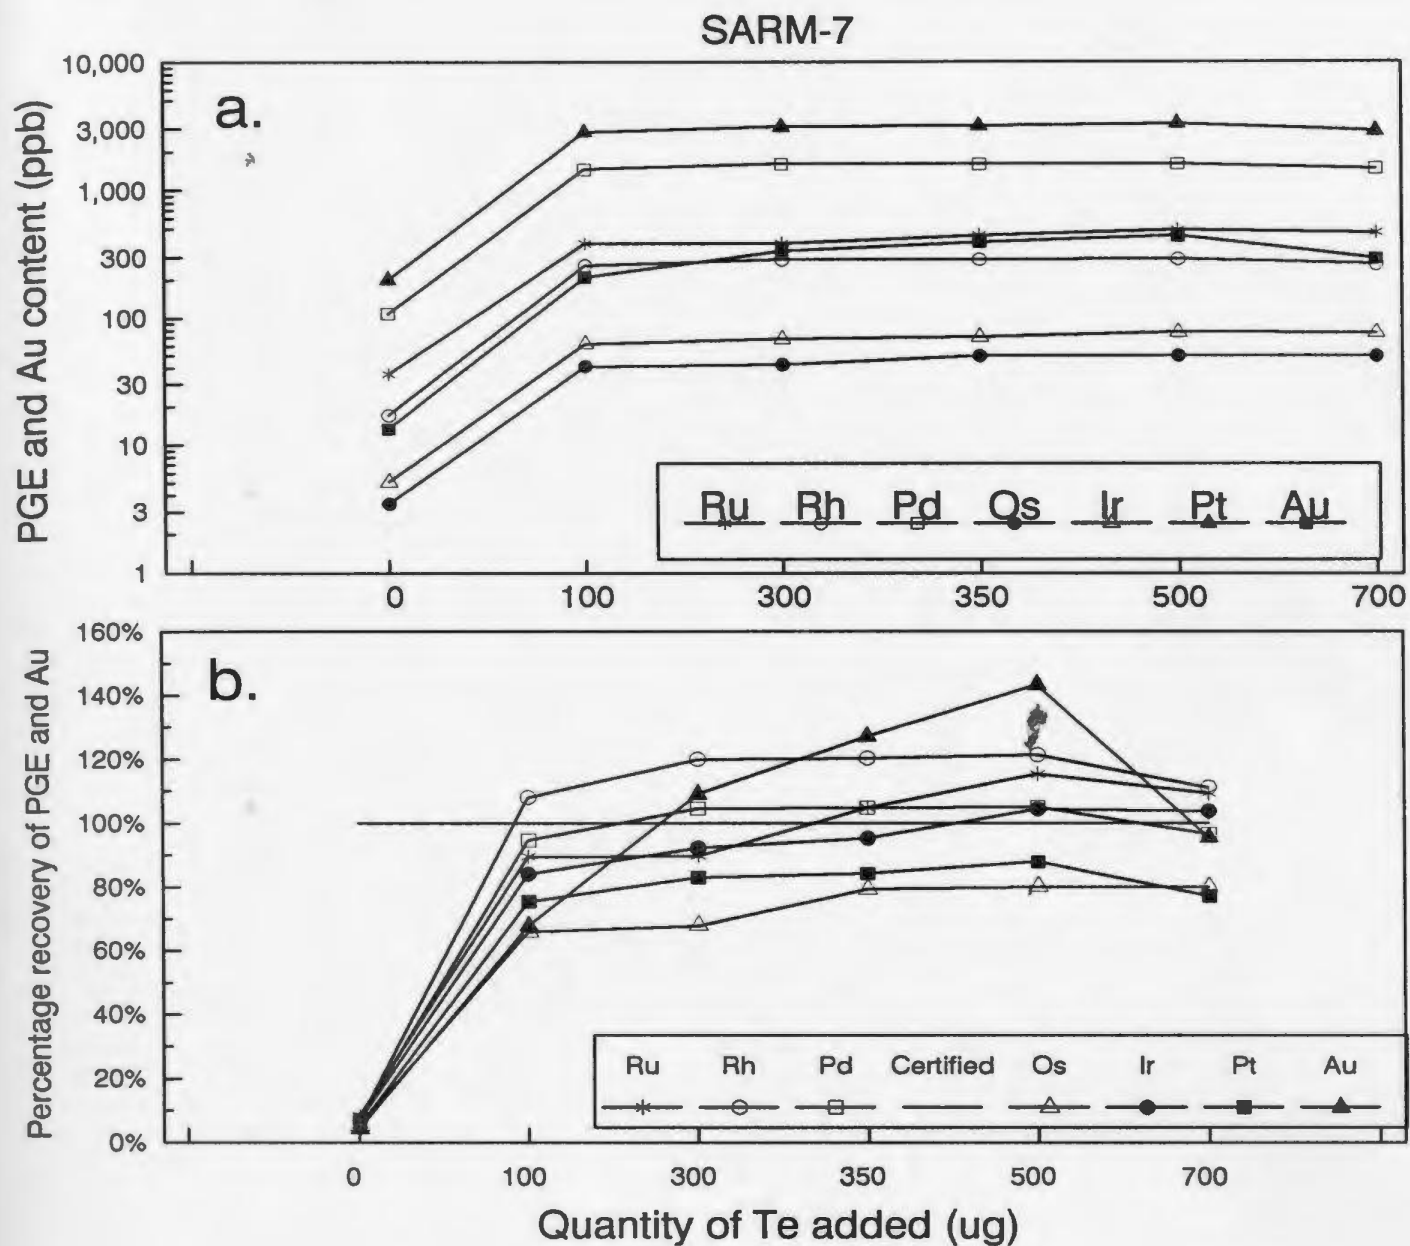 SARM-7
a.
PGE and Au content (ppb)
10,000
3,000
1,000
300
100
30
10
3
1
Ru Rh Pd Os Ir Pt Au
0 100 300 350 500 700
b.
Percentage recovery of PGE and Au
160%
140%
120%
100%
80%
60%
40%
20%
0%
Ru Rh Pd Certified Os Ir Pt Au
0 100 300 350 500 700
Quantity of Te added (ug)